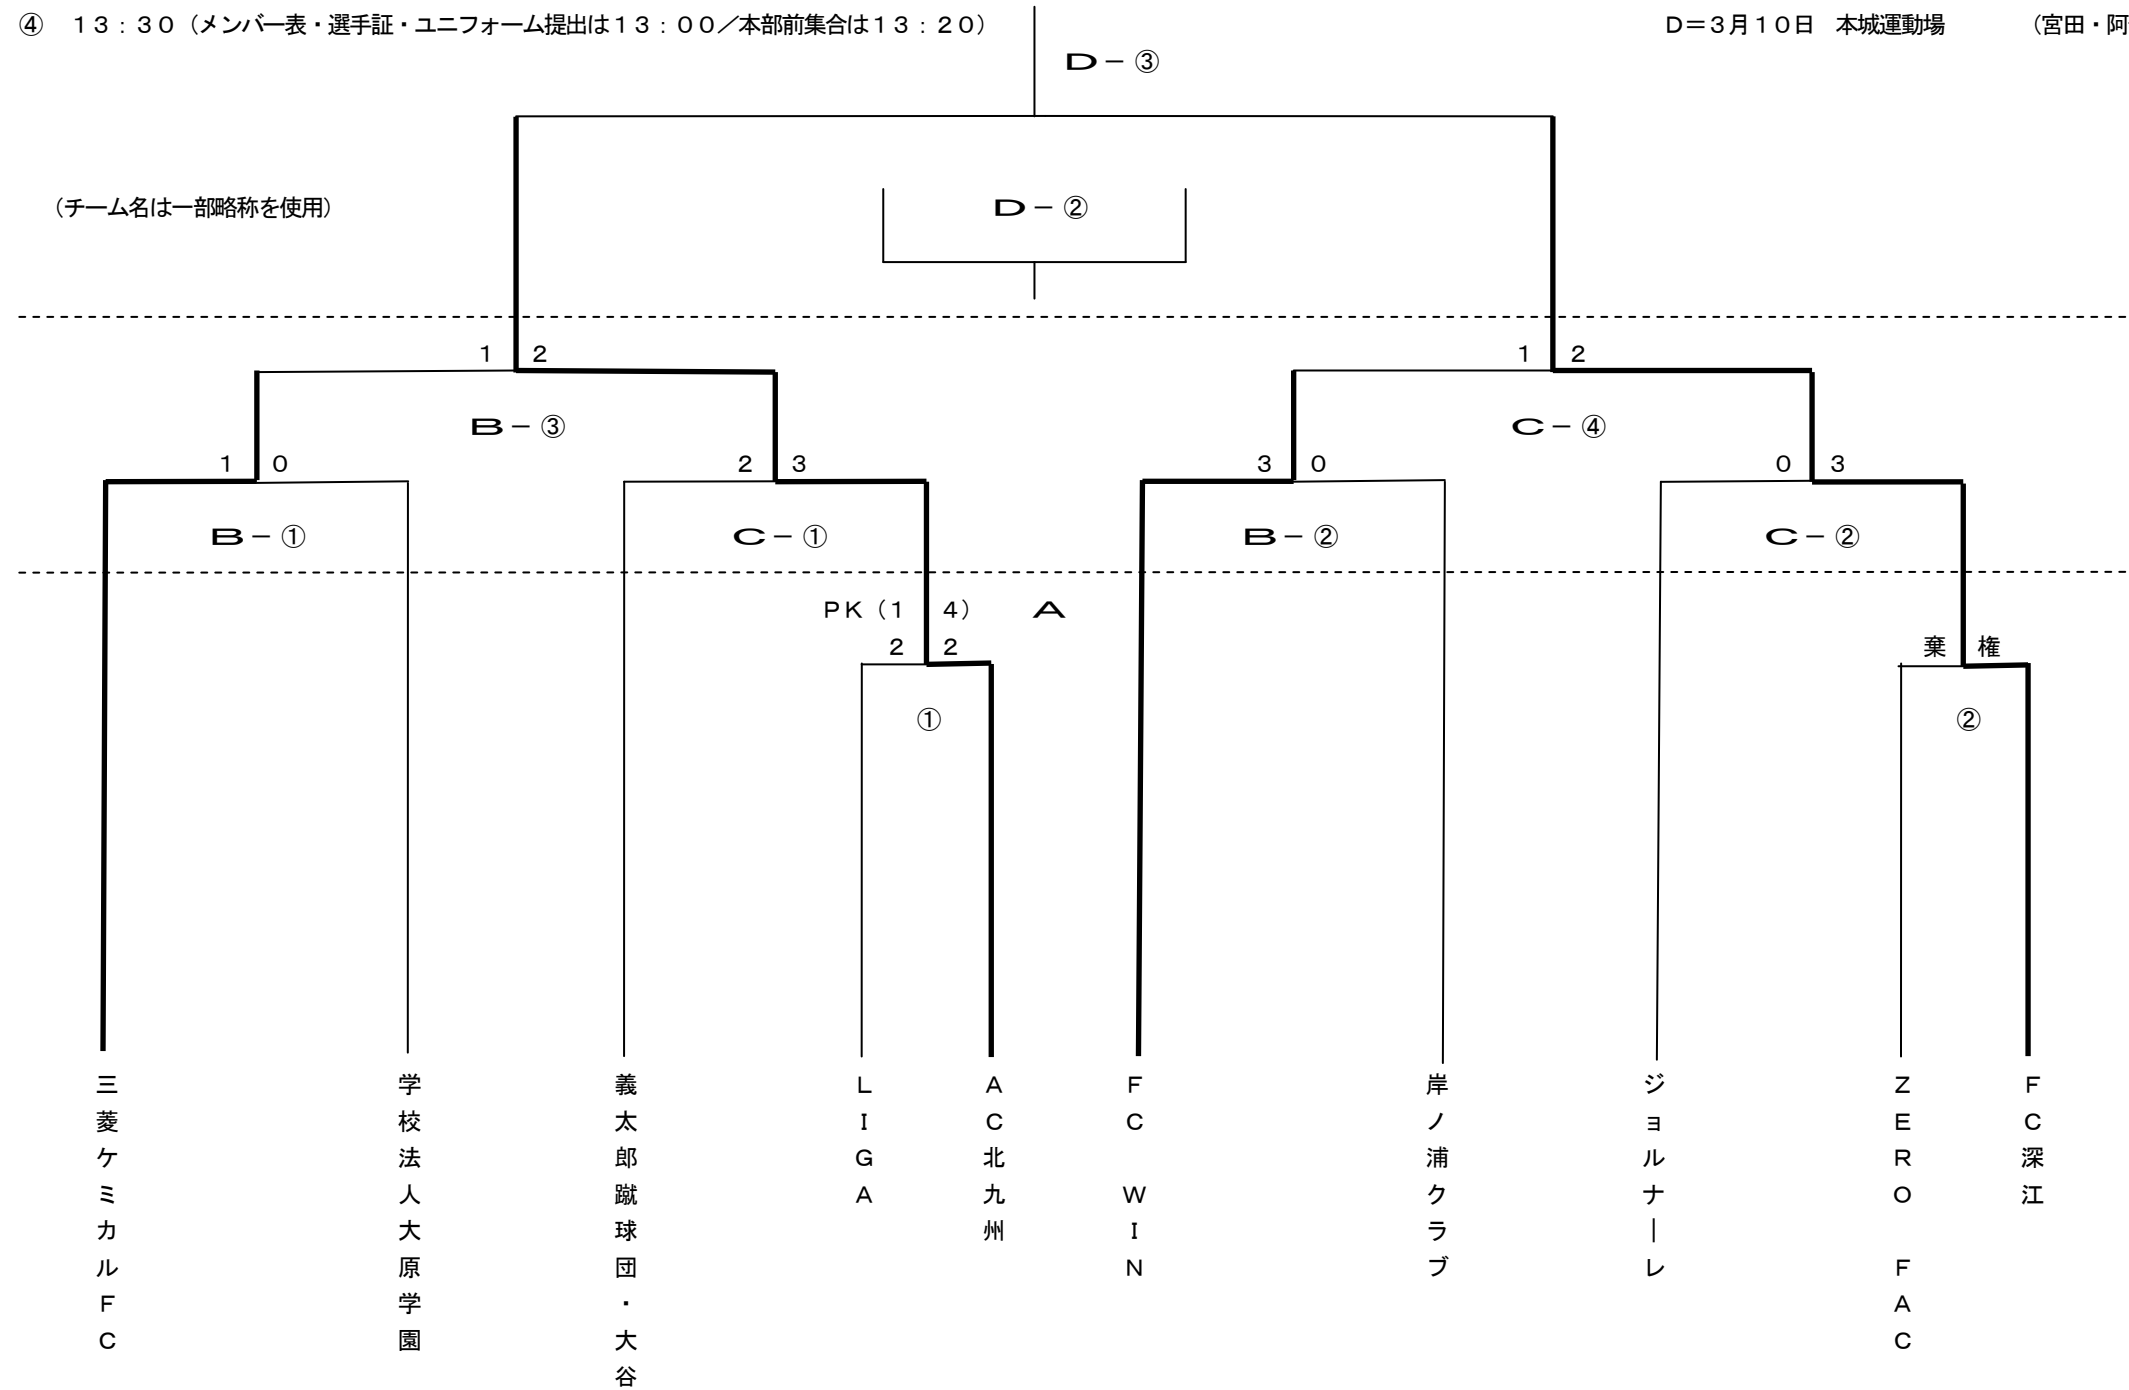 ④　１３：３０（メンバー表・選手証・ユニフォーム提出は１３：００／本部前集合は１３：２０）
D＝３月１０日　本城運動場　（宮田・阿
D－③
（チーム名は一部略称を使用）
D－②
１ ２
１ ２
B－③
C－④
１ ０
２ ３
３ ０
０ ３
B－①
C－①
B－②
C－②
PK（１ ４）
A
２ ２
棄 権
①
②
三菱ケミカルFC
学校法人大原学園
義太郎蹴球団・大谷
LIGA
AC北九州
FC WIN
岸ノ浦クラブ
ジョルナーレ
ZERO FAC
FC深江